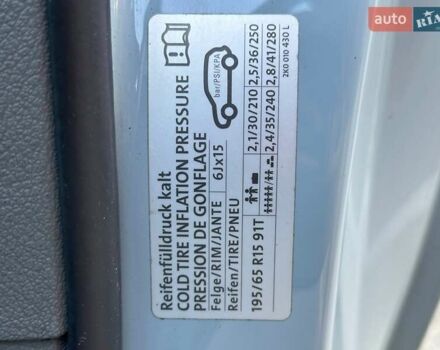 Reifenfülldruck kalt
COLD TIRE INFLATION PRESSURE
PRESSION DE GONFLAGE
Felge/RIM/JANTE 6Jx15
Reifen/TIRE/PNEU
195/65 R15 91T
bar/PSI/KPA
2,1/30/210 2,5/36/250
2,4/35/240 2,8/41/280
2K0 010 430 L
RIA